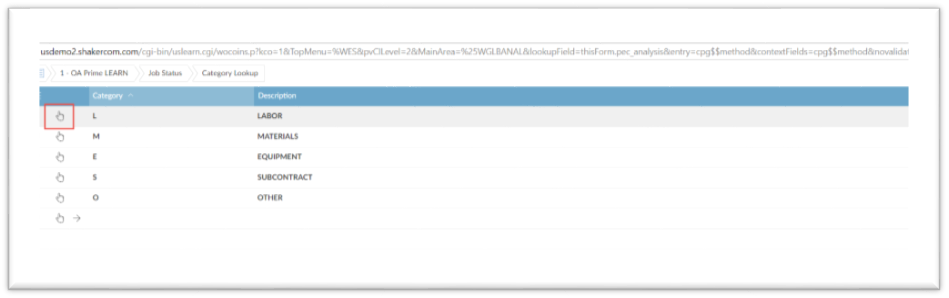 usdemo2.shakercom.com/cgi-bin/uslearn.cgi/wocoins.p?kco=1&TopMenu=%WES&pvCILevel=2&MainArea=%25WGLBANAL&lookupField=thisForm.pec_analysis&entry=cpg$$method&contextFields=cpg$$method&novalidat
1 - OA Prime LEARN Job Status Category Lookup
Category Description
L LABOR
M MATERIALS
E EQUIPMENT
S SUBCONTRACT
O OTHER